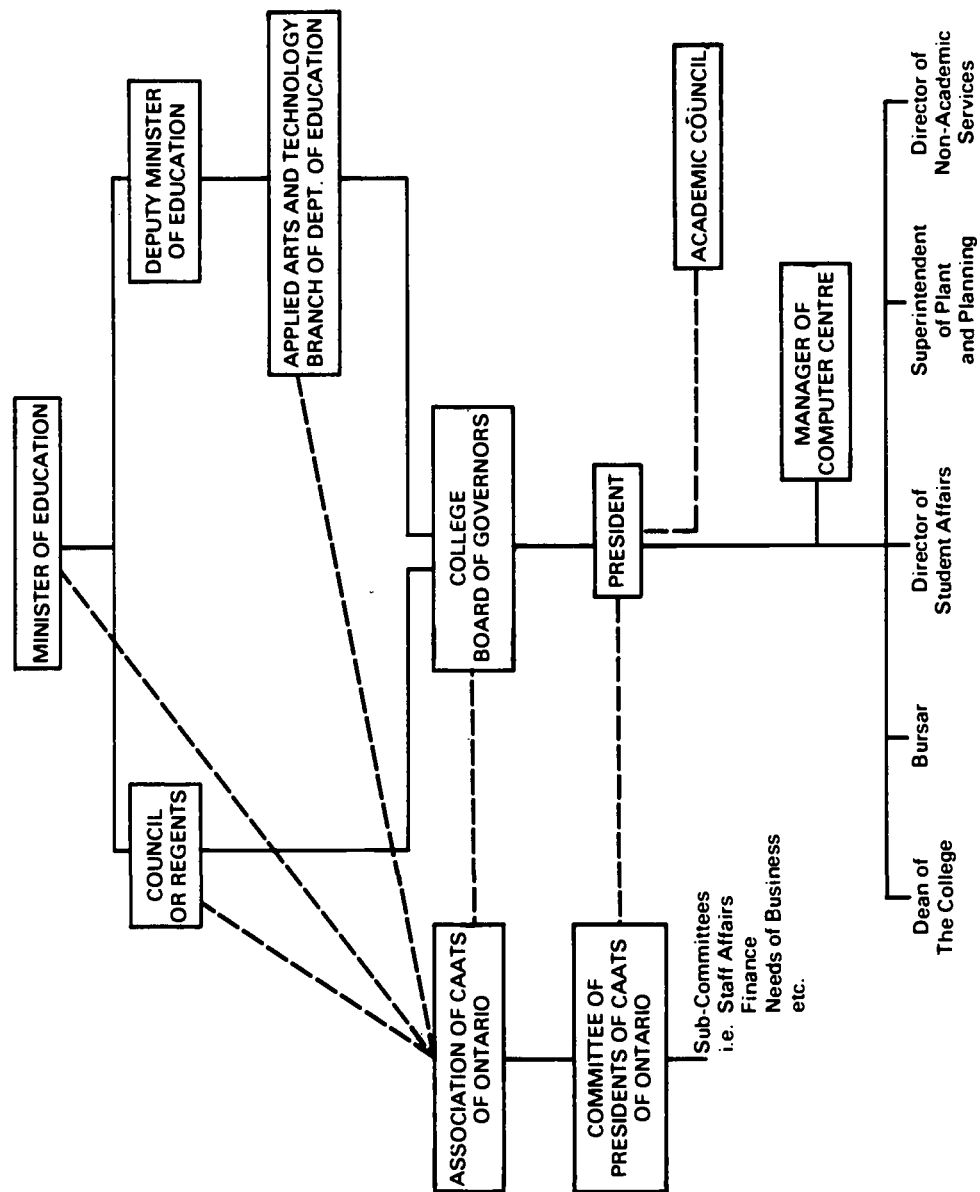 MINISTER OF EDUCATION
COUNCIL
OR REGENTS
DEPUTY MINISTER
OF EDUCATION
APPLIED ARTS AND TECHNOLOGY
BRANCH OF DEPT. OF EDUCATION
ASSOCIATION OF CAATS
OF ONTARIO
COLLEGE
BOARD OF GOVERNORS
COMMITTEE OF
PRESIDENTS OF CAATS
OF ONTARIO
PRESIDENT
ACADEMIC COUNCIL
Sub-Committees
i.e. Staff Affairs
Finance
Needs of Business
etc.
MANAGER OF
COMPUTER CENTRE
Dean of
The College
Bursar
Director of
Student Affairs
Superintendent
of Plant
and Planning
Director of
Non-Academic
Services